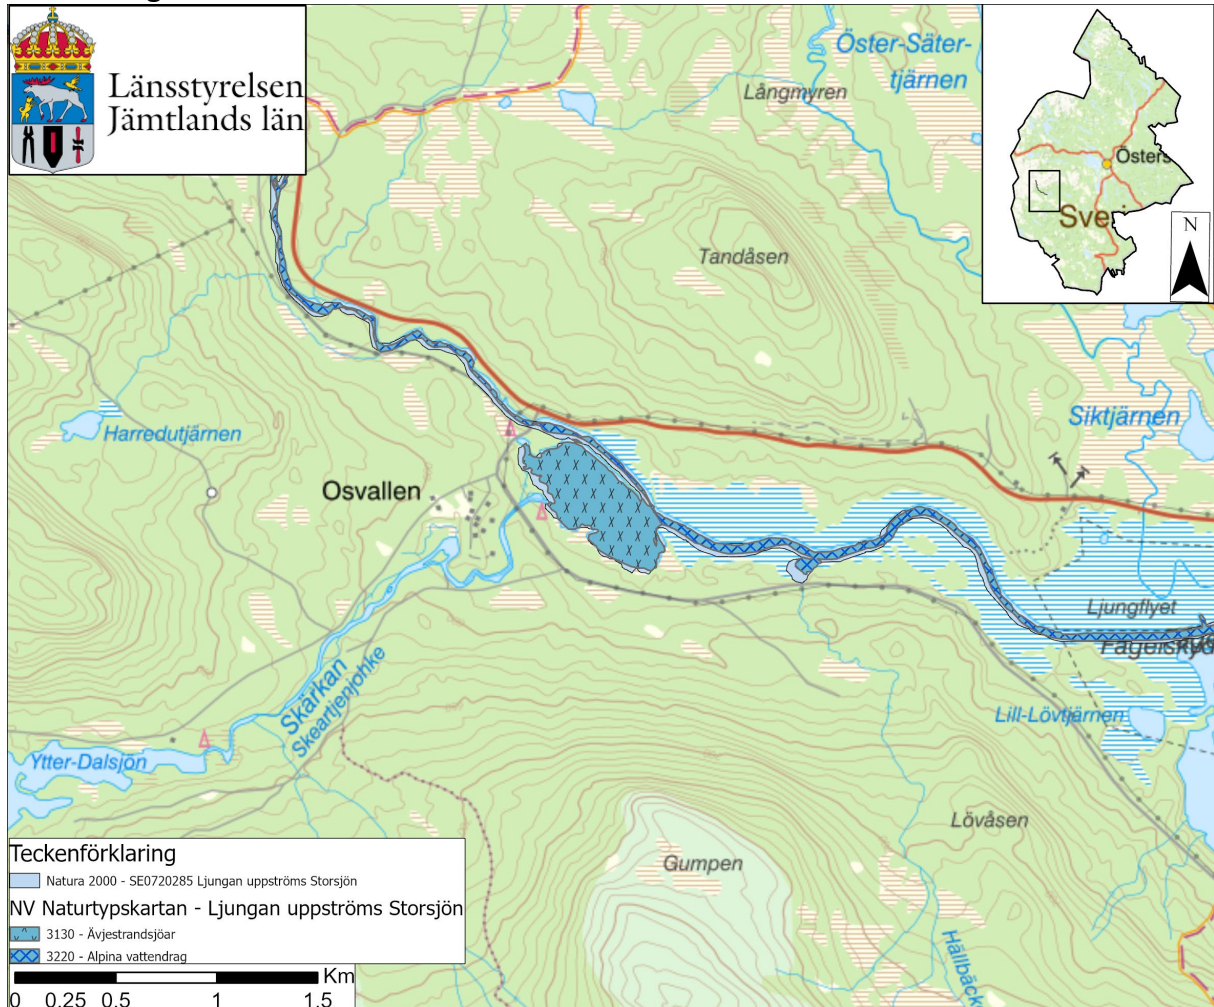 Länsstyrelsen
Jämtlands län
Öster-Säter-
tjärnen
Långmyren
Östers
Sve
N
Tandåsen
Harredutjärnen
Siktjärnen
Osvallen
Ljungflyet
Skärkan
Skeartjenjohke
Lill-Lövtjärnen
Ytter-Dalsjön
Lövåsen
Gumpen
Hällbäck
Teckenförklaring
Natura 2000 - SE0720285 Ljungan uppströms Storsjön
NV Naturtypskartan - Ljungan uppströms Storsjön
3130 - Ävjestrandsjöar
3220 - Alpina vattendrag
Km
0 0.25 0.5 1 1.5